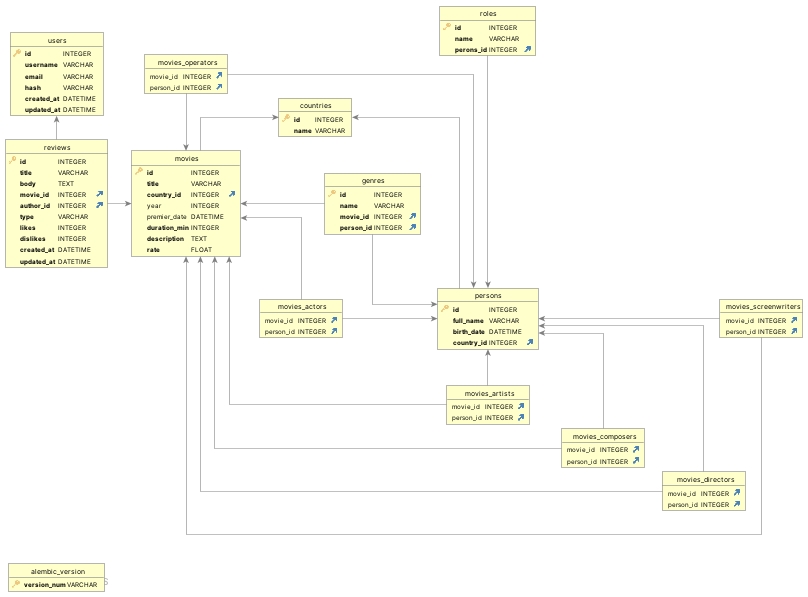 roles
id INTEGER
name VARCHAR
perons_id INTEGER
users
id INTEGER
username VARCHAR
email VARCHAR
hash VARCHAR
created_at DATETIME
updated_at DATETIME
movies_operators
movie_id INTEGER
person_id INTEGER
countries
id INTEGER
name VARCHAR
reviews
id INTEGER
title VARCHAR
body TEXT
movie_id INTEGER
author_id INTEGER
type VARCHAR
likes INTEGER
dislikes INTEGER
created_at DATETIME
updated_at DATETIME
movies
id INTEGER
title VARCHAR
country_id INTEGER
year INTEGER
premier_date DATETIME
duration_min INTEGER
description TEXT
rate FLOAT
genres
id INTEGER
name VARCHAR
movie_id INTEGER
person_id INTEGER
persons
id INTEGER
full_name VARCHAR
birth_date DATETIME
country_id INTEGER
movies_actors
movie_id INTEGER
person_id INTEGER
movies_screenwriters
movie_id INTEGER
person_id INTEGER
movies_artists
movie_id INTEGER
person_id INTEGER
movies_composers
movie_id INTEGER
person_id INTEGER
movies_directors
movie_id INTEGER
person_id INTEGER
alembic_version
version_num VARCHAR